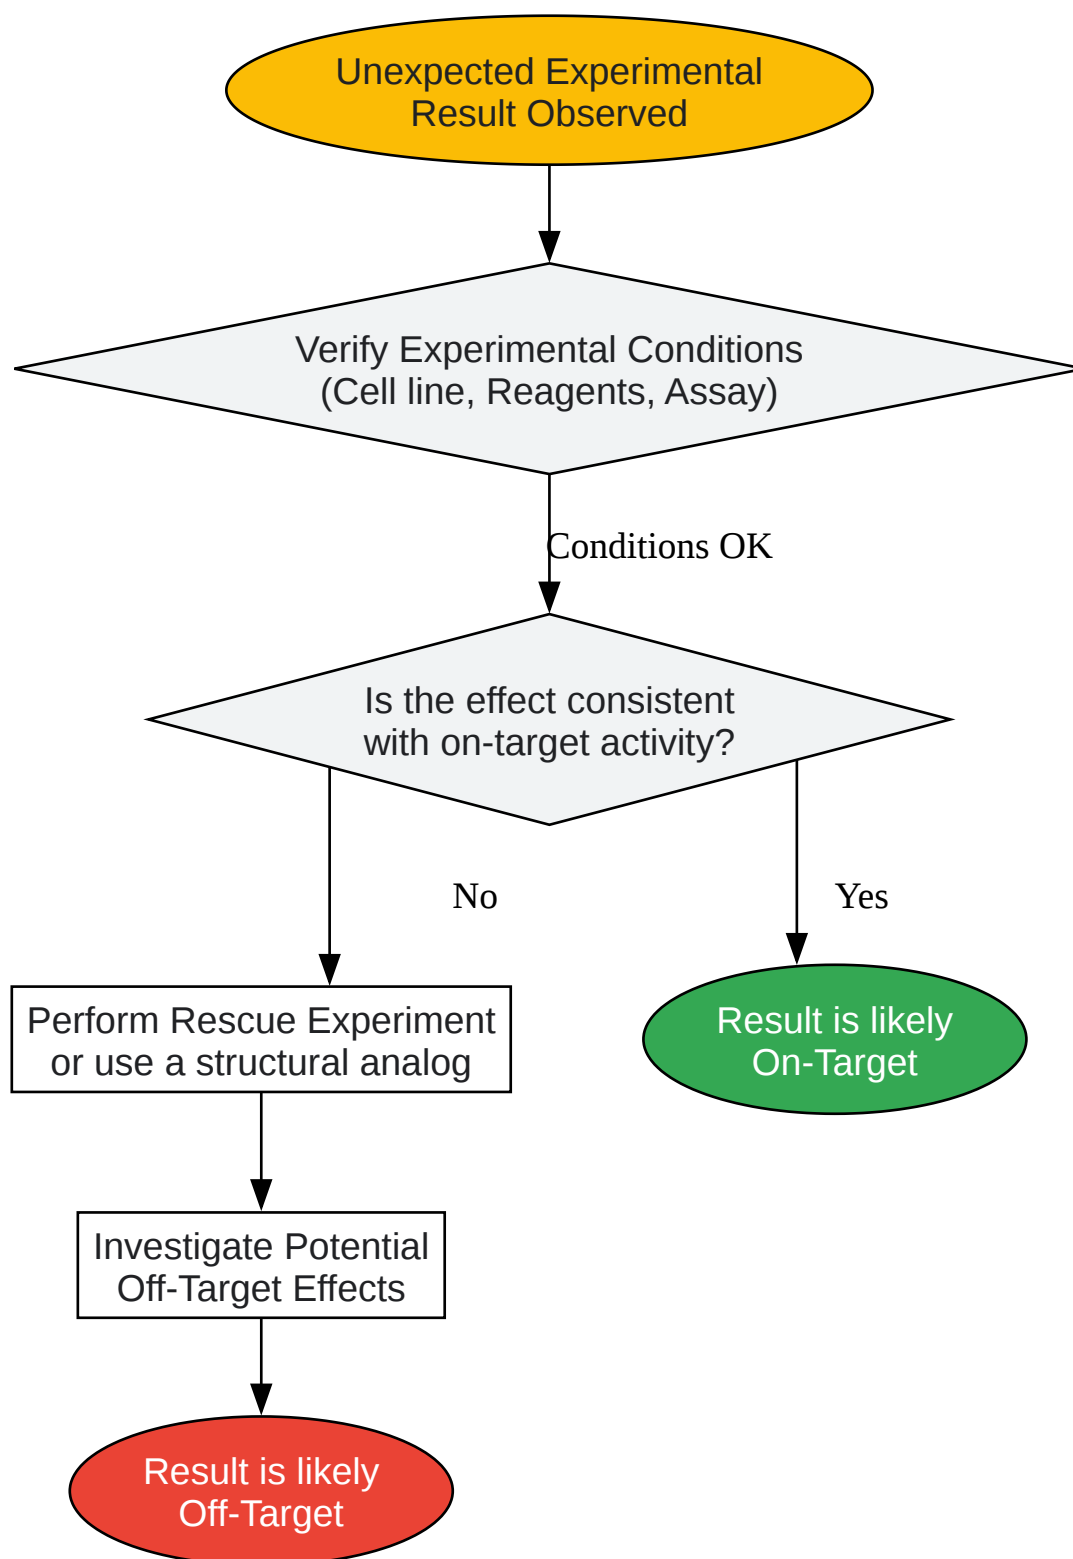 Unexpected Experimental
Result Observed
Verify Experimental Conditions
(Cell line, Reagents, Assay)
Conditions OK
Is the effect consistent
with on-target activity?
No
Yes
Perform Rescue Experiment
or use a structural analog
Result is likely
On-Target
Investigate Potential
Off-Target Effects
Result is likely
Off-Target